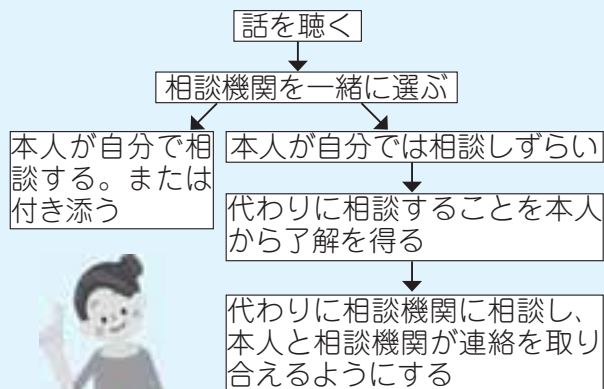 話を聴く
相談機関を一緒に選ぶ
本人が自分で相
談する。または
付き添う
本人が自分では相談しずらい
代わりに相談することを本人
から了解を得る
代わりに相談機関に相談し、
本人と相談機関が連絡を取り
合えるようにする